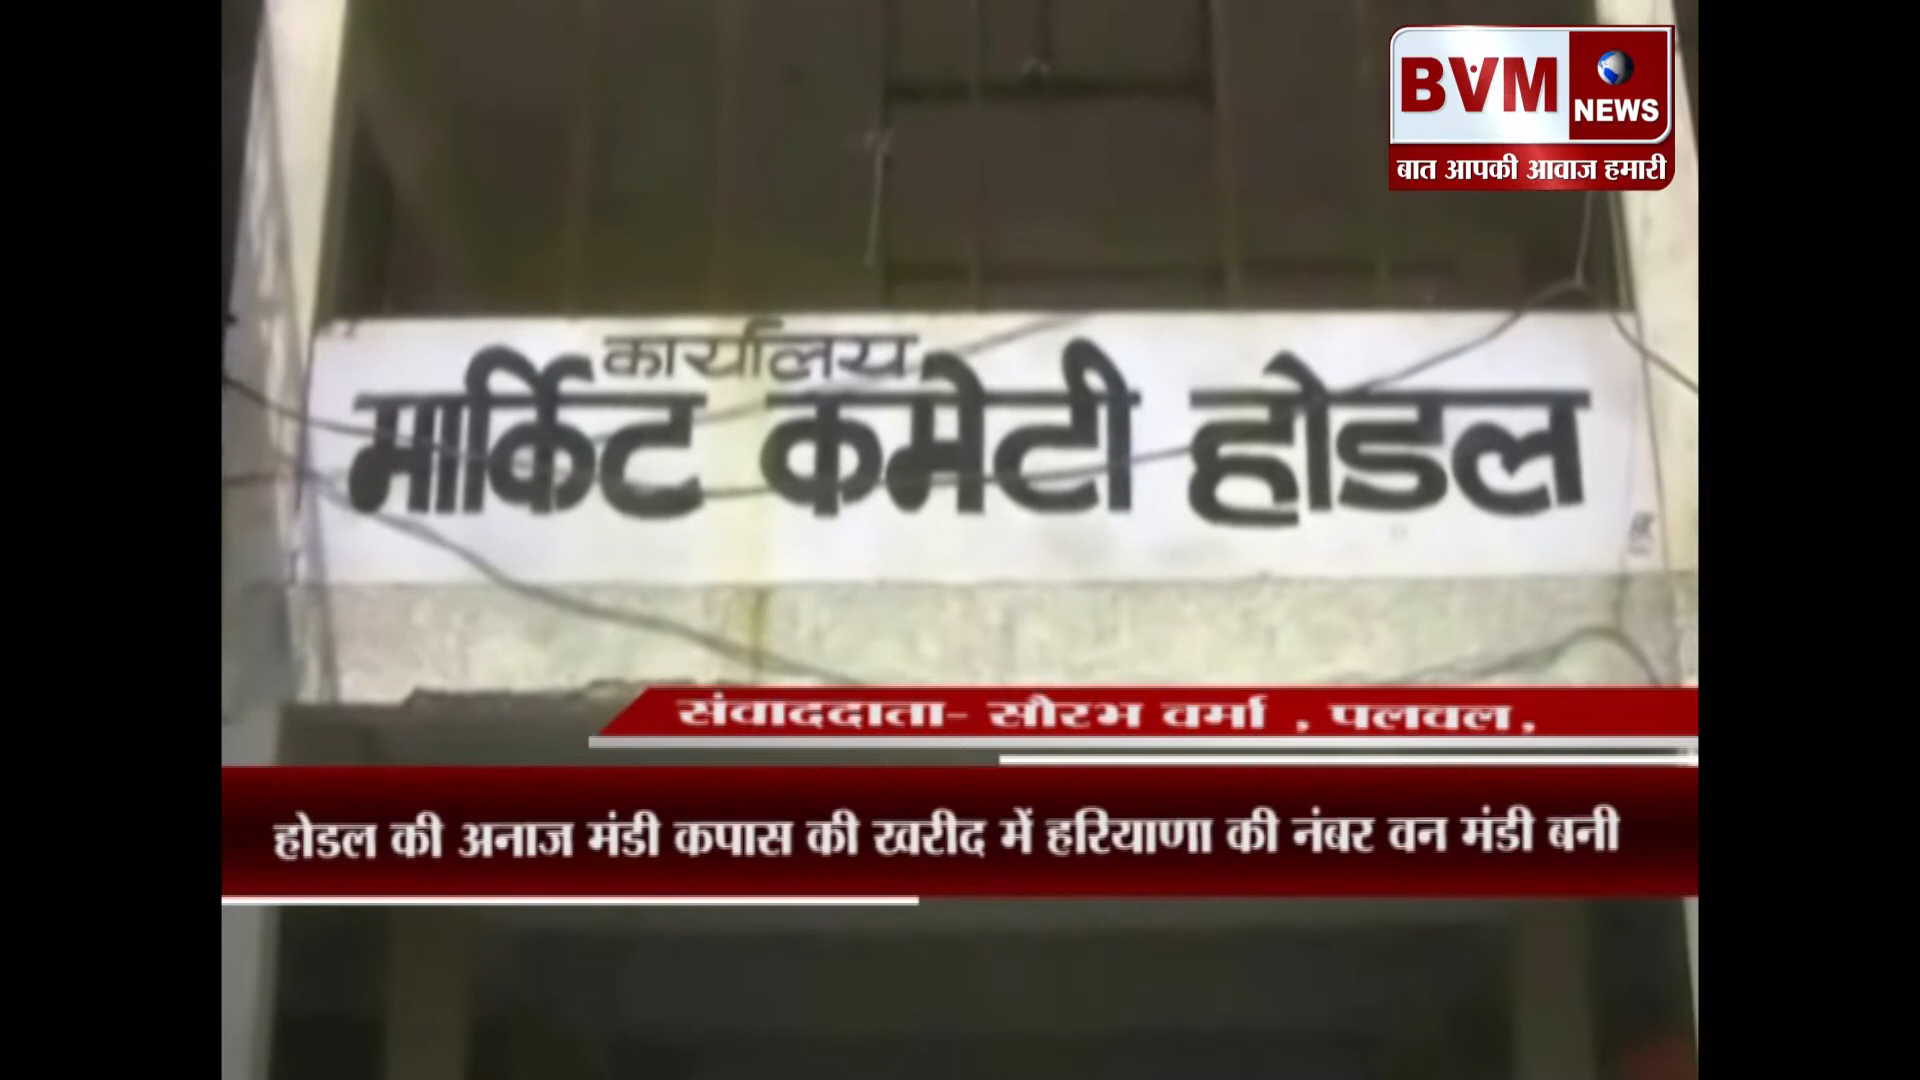 BVM NEWS
बात आपकी आवाज हमारी
कार्यालय
मार्किट कमेटी होडल
संवाददाता- सौरभ वर्मा , पलवल,
होडल की अनाज मंडी कपास की खरीद में हरियाणा की नंबर वन मंडी बनी